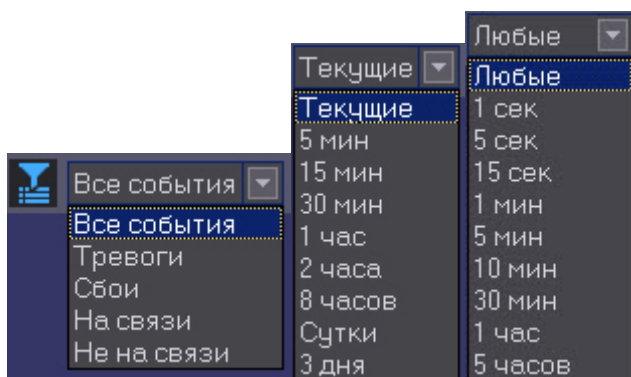 Все события
Все события
Тревоги
Сбои
На связи
Не на связи
Текущие
Текущие
5 мин
15 мин
30 мин
1 час
2 часа
8 часов
Сутки
3 дня
Любые
Любые
1 сек
5 сек
15 сек
1 мин
5 мин
10 мин
30 мин
1 час
5 часов